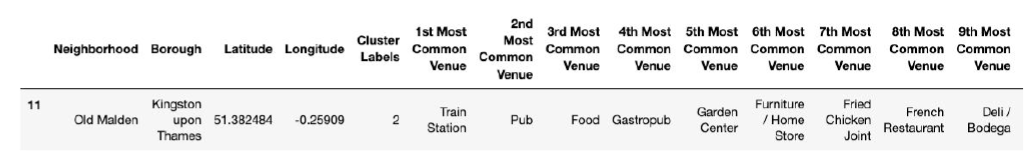 Neighborhood Borough Latitude Longitude Cluster Labels 1st Most Common Venue 2nd Most Common Venue 3rd Most Common Venue 4th Most Common Venue 5th Most Common Venue 6th Most Common Venue 7th Most Common Venue 8th Most Common Venue 9th Most Common Venue
11 Old Malden Kingston upon Thames 51.382484 -0.25909 2 Train Station Pub Food Gastropub Garden Center Furniture / Home Store Fried Chicken Joint French Restaurant Deli / Bodega